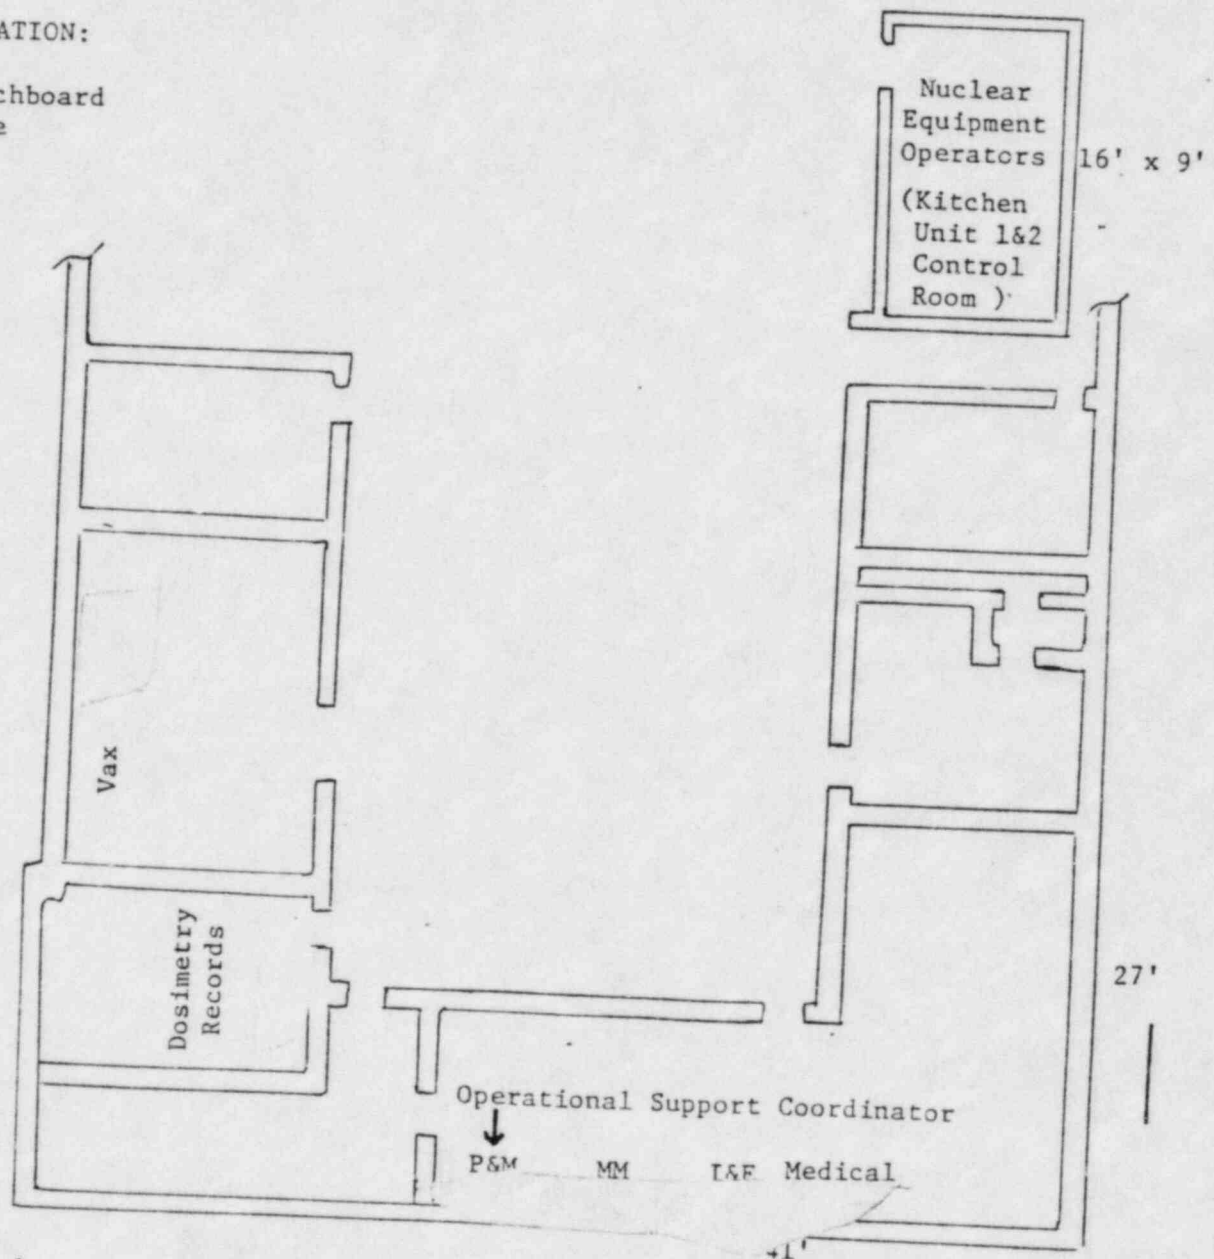 ATION:
chboard
e
Nuclear
Equipment
Operators
(Kitchen
Unit 1&2
Control
Room )
16' x 9'
Vax
Dosimetry
Records
27'
Operational Support Coordinator
P&M MM I&E Medical
41'